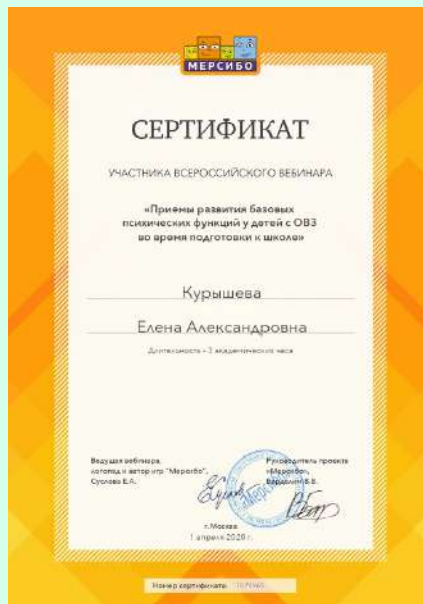 МЕРСИБО
СЕРТИФИКАТ
УЧАСТНИКА ВСЕРОССИЙСКОГО ВЕБИНАРА
«Приемы развития базовых
психических функций у детей с ОВЗ
во время подготовки к школе»
Курышева
Елена Александровна
Длительность – академических часа
Ведущая вебинара,
логопед и автор игр "Мерсибо",
Суслова Е.А.
Руководитель проекта
«Мерсибо»,
В.В.
г. Москва
1 апреля 2020 г.
Номер сертификата: